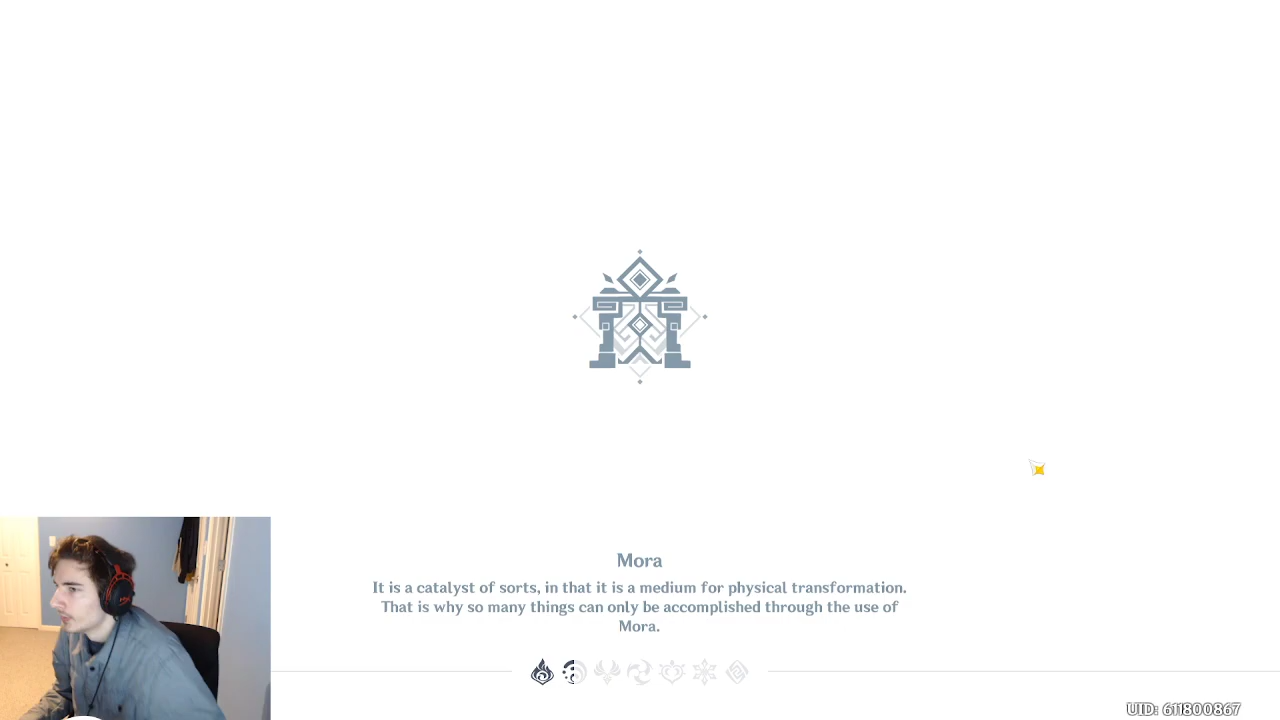 Mora
It is a catalyst of sorts, in that it is a medium for physical transformation.
That is why so many things can only be accomplished through the use of
Mora.
UID: 611800867